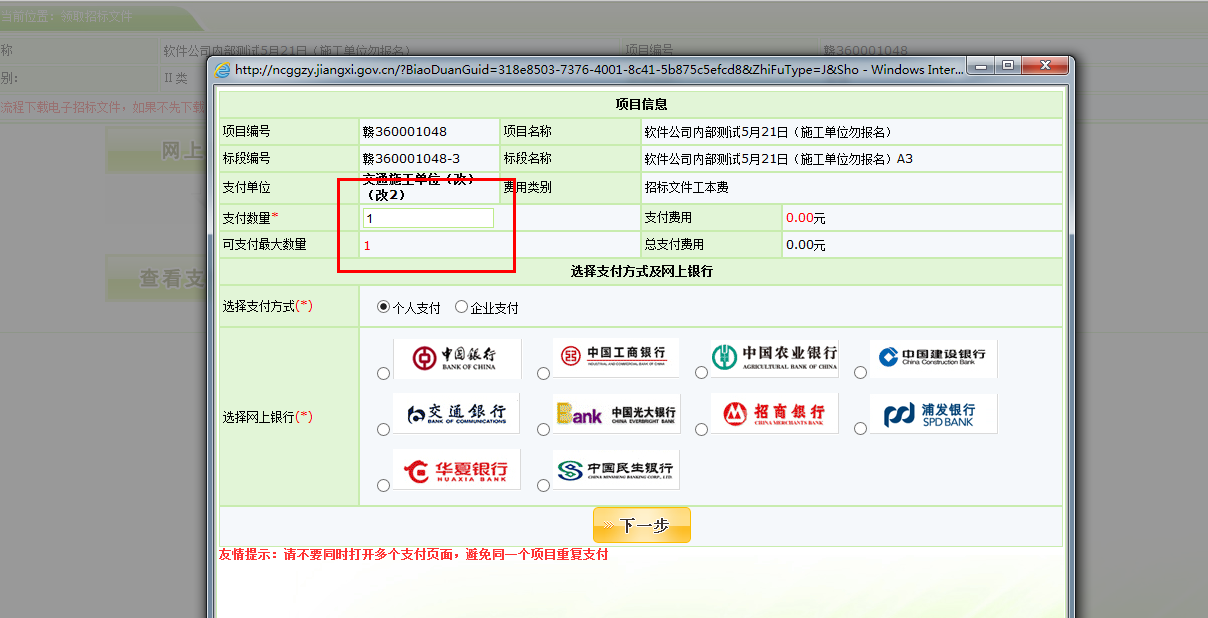 当前位置：领取招标文件
称
软件公司内部测试5月21日（施工单位勿报名）
项目编号
赣360001048
别：
II 类
流程下载电子招标文件，如果不先下载
网上
查看支
http://ncggzy.jiangxi.gov.cn/?BiaoDuanGuid=318e8503-7376-4001-8c41-5b875c5efcd8&ZhiFuType=J&Sho - Windows Inter...
项目信息
项目编号
赣360001048
项目名称
软件公司内部测试5月21日（施工单位勿报名）
标段编号
赣360001048-3
标段名称
软件公司内部测试5月21日（施工单位勿报名）A3
支付单位
交通施工单位（改）
（改2）
费用类别
招标文件工本费
支付数量*
1
支付费用
0.00元
可支付最大数量
1
总支付费用
0.00元
选择支付方式及网上银行
选择支付方式(*)
个人支付
企业支付
选择网上银行(*)
中国银行
BANK OF CHINA
中国工商银行
INDUSTRIAL AND COMMERCIAL BANK OF CHINA
中国农业银行
AGRICULTURAL BANK OF CHINA
中国建设银行
China Construction Bank
交通银行
BANK OF COMMUNICATIONS
Bank
中国光大银行
CHINA EVERBRIGHT BANK
招商银行
CHINA MERCHANTS BANK
浦发银行
SPD BANK
华夏银行
HUAXIA BANK
中国民生银行
CHINA MINSHENG BANKING CORP., LTD
下一步
友情提示：请不要同时打开多个支付页面，避免同一个项目重复支付